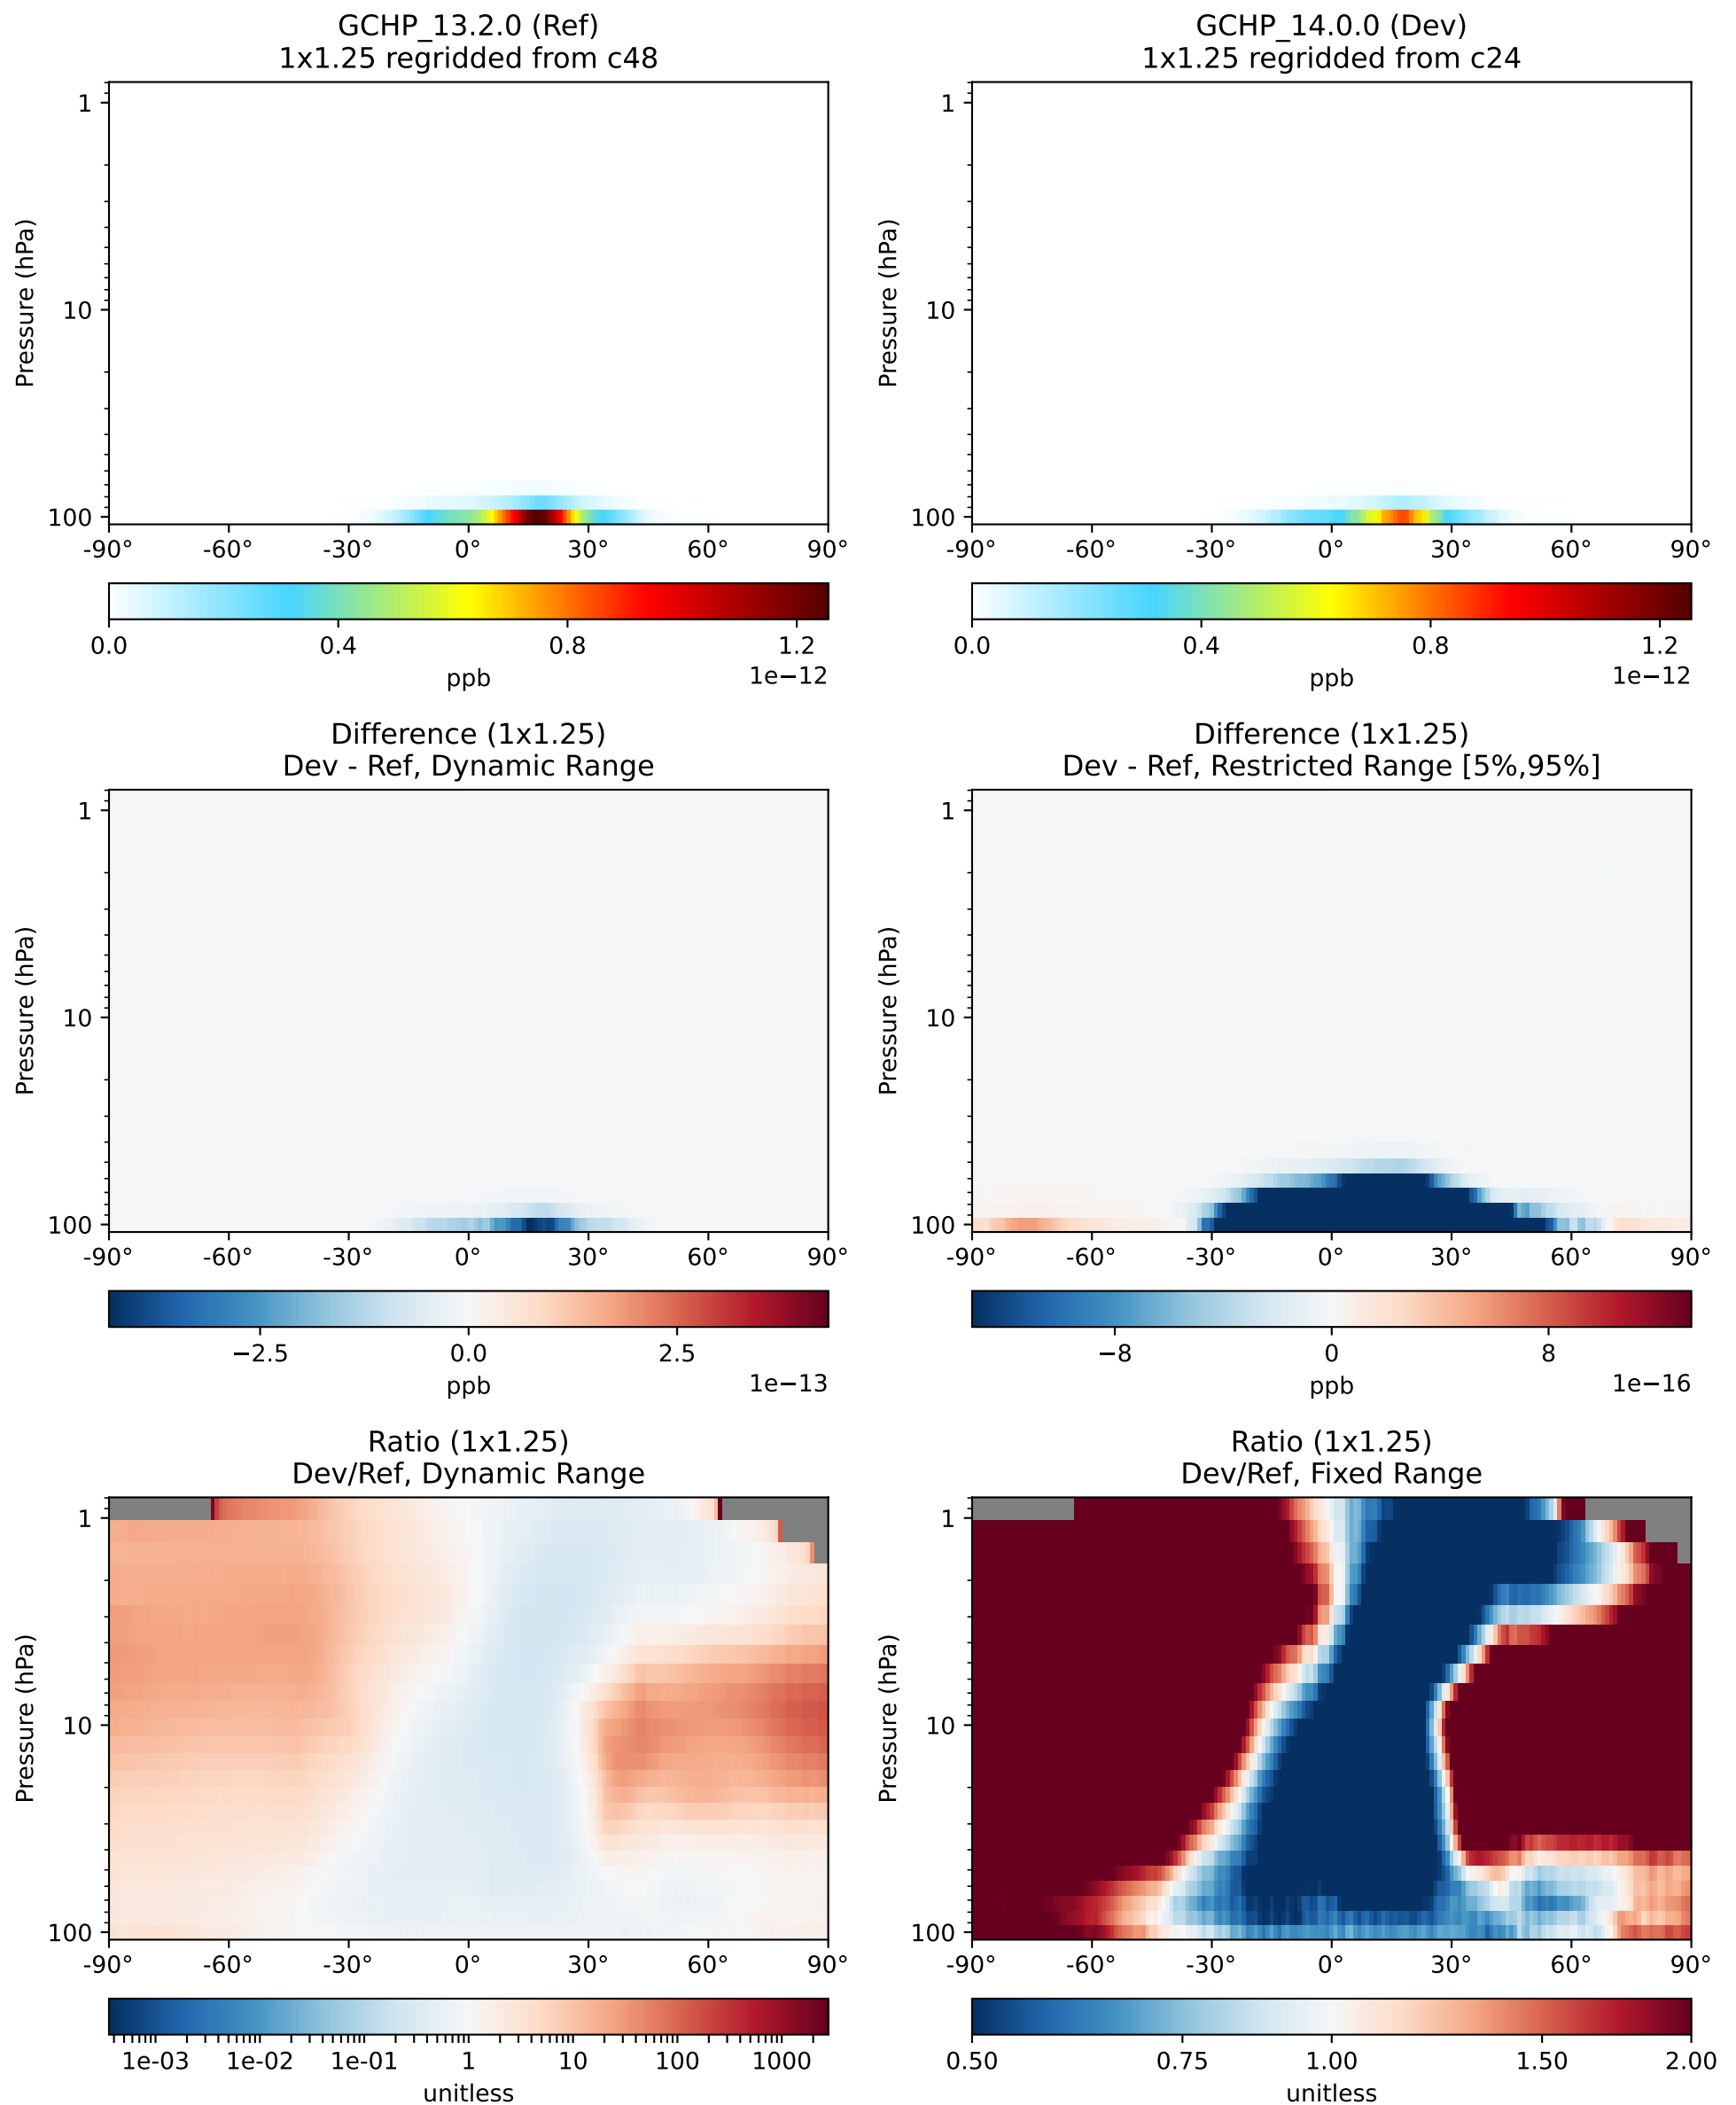 GCHP_13.2.0 (Ref)
1x1.25 regridded from c48
Pressure (hPa)
1
10
100
-90° -60° -30° 0° 30° 60° 90°
0.0 0.4 0.8 1.2
ppb
1e−12
GCHP_14.0.0 (Dev)
1x1.25 regridded from c24
Pressure (hPa)
1
10
100
-90° -60° -30° 0° 30° 60° 90°
0.0 0.4 0.8 1.2
ppb
1e−12
Difference (1x1.25)
Dev - Ref, Dynamic Range
Pressure (hPa)
1
10
100
-90° -60° -30° 0° 30° 60° 90°
−2.5 0.0 2.5
ppb
1e−13
Difference (1x1.25)
Dev - Ref, Restricted Range [5%,95%]
Pressure (hPa)
1
10
100
-90° -60° -30° 0° 30° 60° 90°
−8 0 8
ppb
1e−16
Ratio (1x1.25)
Dev/Ref, Dynamic Range
Pressure (hPa)
1
10
100
-90° -60° -30° 0° 30° 60° 90°
1e-03 1e-02 1e-01 1 10 100 1000
unitless
Ratio (1x1.25)
Dev/Ref, Fixed Range
Pressure (hPa)
1
10
100
-90° -60° -30° 0° 30° 60° 90°
0.50 0.75 1.00 1.50 2.00
unitless